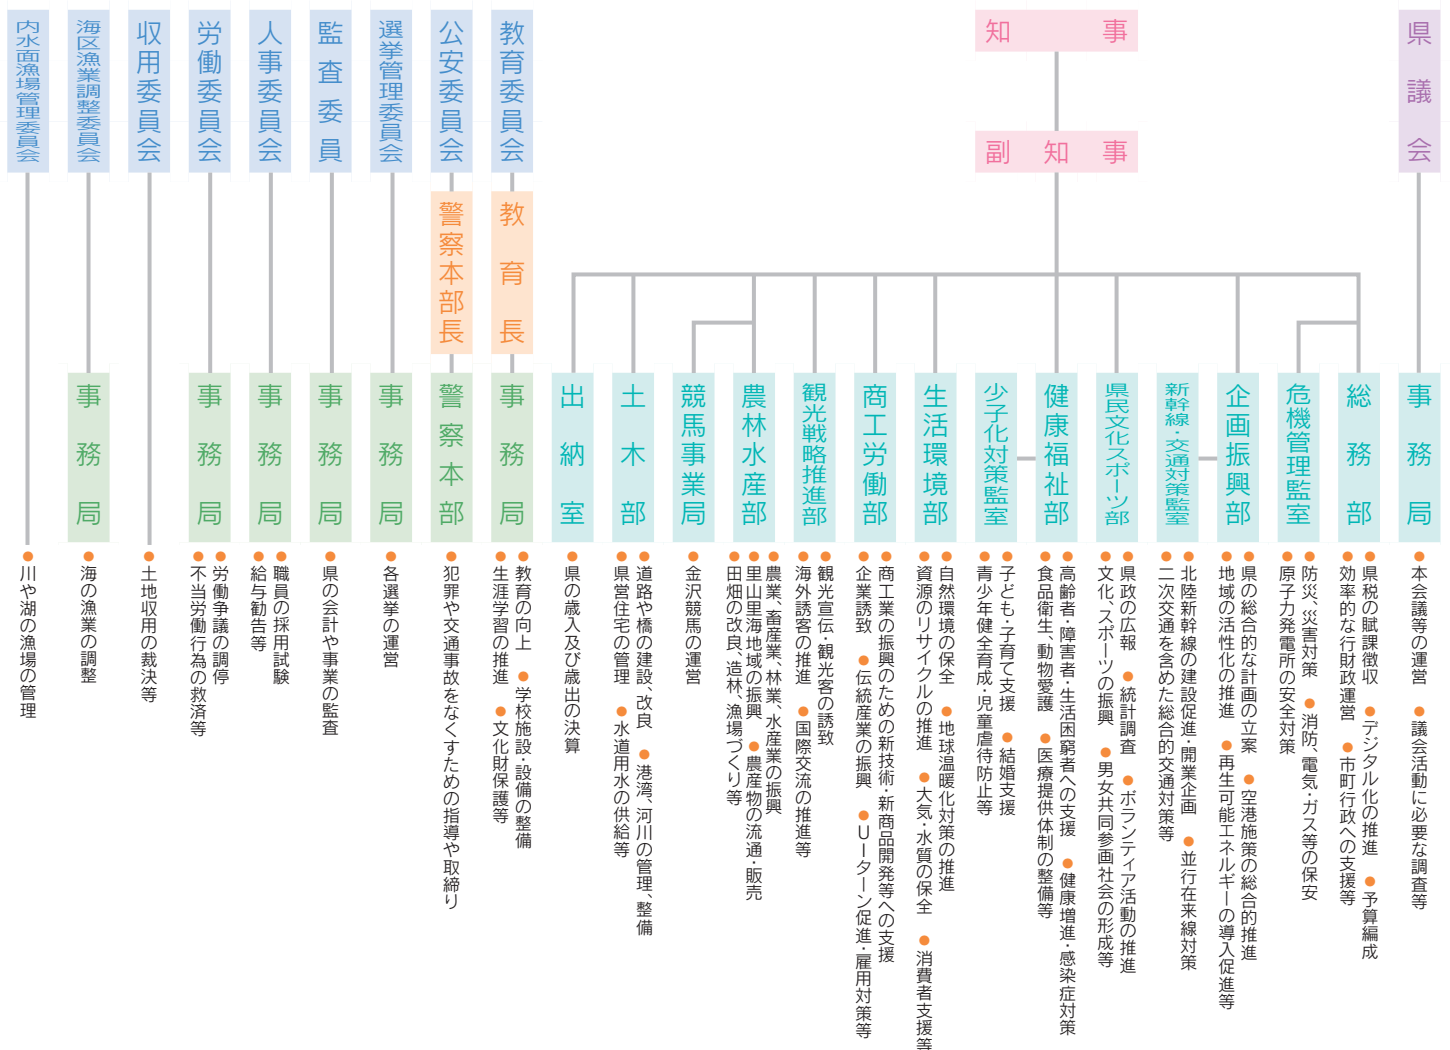 県議会
知事
副知事
教育委員会
公安委員会
選挙管理委員会
監査委員
人事委員会
労働委員会
収用委員会
海区漁業調整委員会
内水面漁場管理委員会
教育長
警察本部長
事務局
総務部
危機管理監室
企画振興部
新幹線・交通対策監室
県民文化スポーツ部
健康福祉部
少子化対策監室
生活環境部
商工労働部
観光戦略推進部
農林水産部
競馬事業局
土木部
出納室
事務局
警察本部
事務局
事務局
事務局
事務局
事務局
●本会議等の運営 ●議会活動に必要な調査等
●県税の賦課徴収 ●デジタル化の推進 ●予算編成
●効率的な行財政運営 ●市町行政への支援等
●防災、災害対策 ●消防、電気・ガス等の保安
●原子力発電所の安全対策
●県の総合的な計画の立案 ●空港施策の総合的推進
●地域の活性化の推進 ●再生可能エネルギーの導入促進等
●北陸新幹線の建設促進・開業企画 ●並行在来線対策
●二次交通を含めた総合的交通対策等
●県政の広報 ●統計調査 ●ボランティア活動の推進
●文化、スポーツの振興 ●男女共同参画社会の形成等
●高齢者・障害者・生活困窮者への支援 ●健康増進・感染症対策
●食品衛生、動物愛護 ●医療提供体制の整備等
●子ども・子育て支援 ●結婚支援
●青少年健全育成・児童虐待防止等
●自然環境の保全 ●地球温暖化対策の推進
●資源のリサイクルの推進 ●大気・水質の保全 ●消費者支援等
●商工業の振興のための新技術・新商品開発等への支援
●企業誘致 ●伝統産業の振興 ●Uーターン促進・雇用対策等
●観光宣伝・観光客の誘致
●海外誘客の推進 ●国際交流の推進等
●農業、畜産業、林業、水産業の振興
●里山里海地域の振興 ●農産物の流通・販売
●田畑の改良、造林、漁場づくり等
●金沢競馬の運営
●道路や橋の建設、改良 ●港湾、河川の管理、整備
●県営住宅の管理 ●水道用水の供給等
●県の歳入及び歳出の決算
●教育の向上 ●学校施設・設備の整備
●生涯学習の推進 ●文化財保護等
●犯罪や交通事故をなくすための指導や取締り
●各選挙の運営
●県の会計や事業の監査
●職員の採用試験
●給与勧告等
●労働争議の調停
●不当労働行為の救済等
●土地収用の裁決等
●海の漁業の調整
●川や湖の漁場の管理